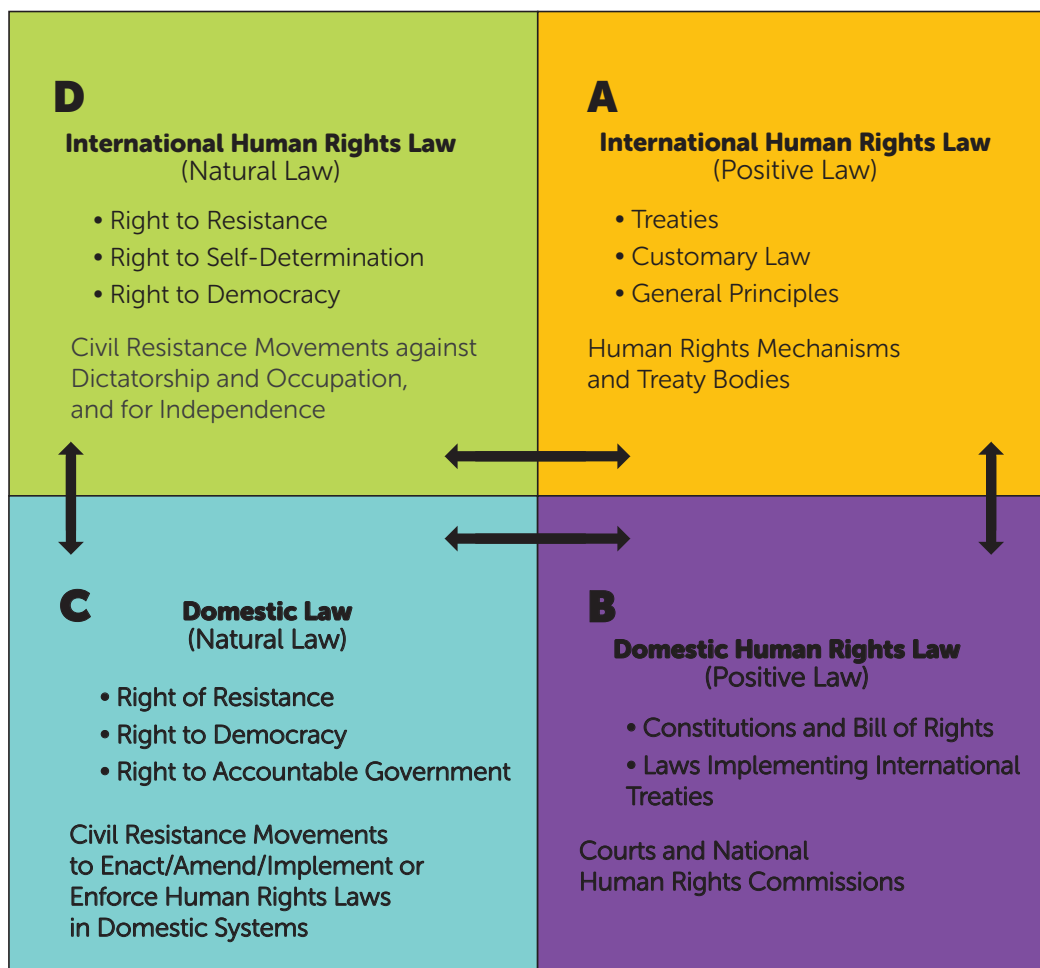 D
International Human Rights Law
(Natural Law)
• Right to Resistance
• Right to Self-Determination
• Right to Democracy
Civil Resistance Movements against
Dictatorship and Occupation,
and for Independence
A
International Human Rights Law
(Positive Law)
• Treaties
• Customary Law
• General Principles
Human Rights Mechanisms
and Treaty Bodies
C
Domestic Law
(Natural Law)
• Right of Resistance
• Right to Democracy
• Right to Accountable Government
Civil Resistance Movements
to Enact/Amend/Implement or
Enforce Human Rights Laws
in Domestic Systems
B
Domestic Human Rights Law
(Positive Law)
• Constitutions and Bill of Rights
• Laws Implementing International
Treaties
Courts and National
Human Rights Commissions